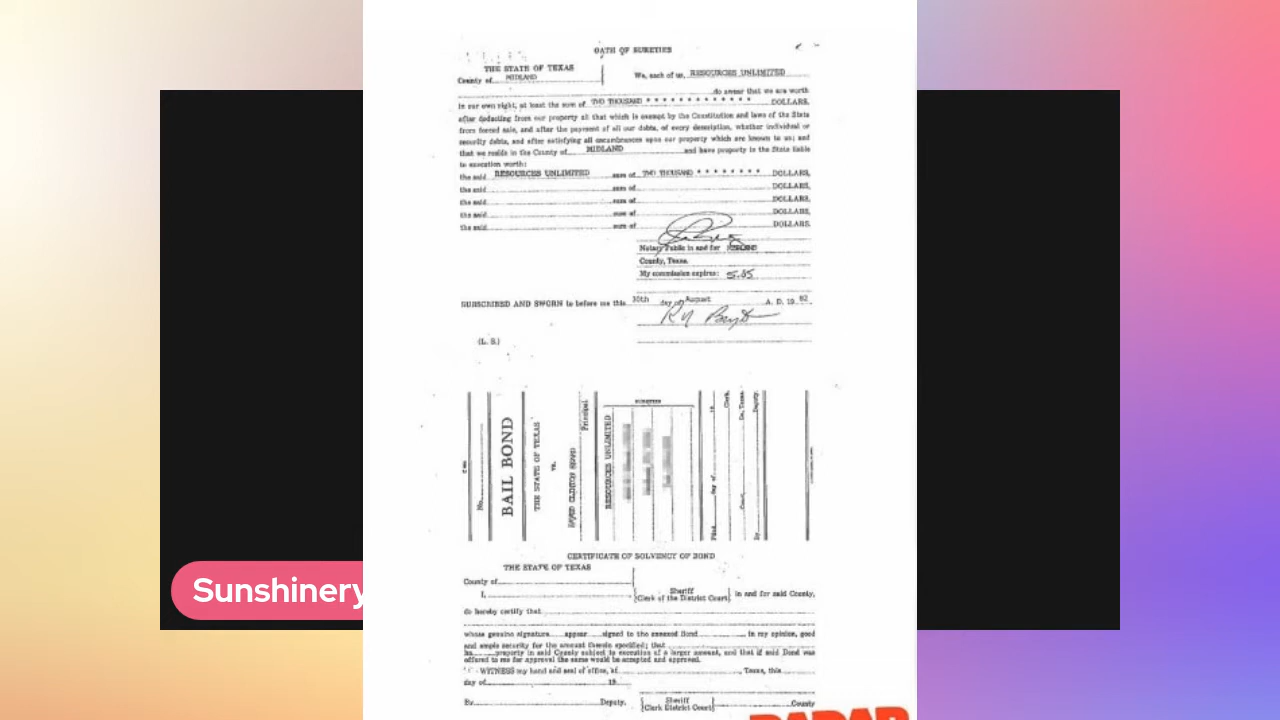 OATH OF SURETIES
THE STATE OF TEXAS
County of MIDLAND
We, each of us, RESOURCES UNLIMITED
do swear that we are worth
in our own right, at least the sum of TWO THOUSAND * * * * * * * * * * * * * DOLLARS,
after deducting from our property all that which is exempt by the Constitution and laws of the State
from forced sale, and after the payment of all our debts, of every description, whether individual or
security debts, and after satisfying all encumbrances upon our property which are known to us; and
that we reside in the County of MIDLAND and have property in the State liable
to execution worth:
the said RESOURCES UNLIMITED sum of TWO THOUSAND * * * * * * * * DOLLARS,
the said sum of DOLLARS,
the said sum of DOLLARS,
the said sum of DOLLARS,
the said sum of DOLLARS.
Notary Public in and for
County, Texas.
My commission expires: 5-85
SUBSCRIBED AND SWORN to before me this 30th day of August A. D. 19 82
(L. S.)
No.
BAIL BOND
THE STATE OF TEXAS
vs.
Principal
SURETIES
RESOURCES UNLIMITED
Filed day of 19
Clerk,
Court, Co., Texas.
By Deputy.
CERTIFICATE OF SOLVENCY OF BOND
THE STATE OF TEXAS
County of
I, Sheriff
Clerk of the District Court in and for said County,
do hereby certify that
whose genuine signature appear signed to the annexed Bond in my opinion, good
and ample security for the amount therein specified; that
ha property in said County subject to execution of a larger amount, and that if said Bond was
offered to me for approval the same would be accepted and approved.
WITNESS my hand and seal of office, at Texas, this
day of 19
By Deputy. Sheriff
Clerk District Court County
Sunshinery
RADAR